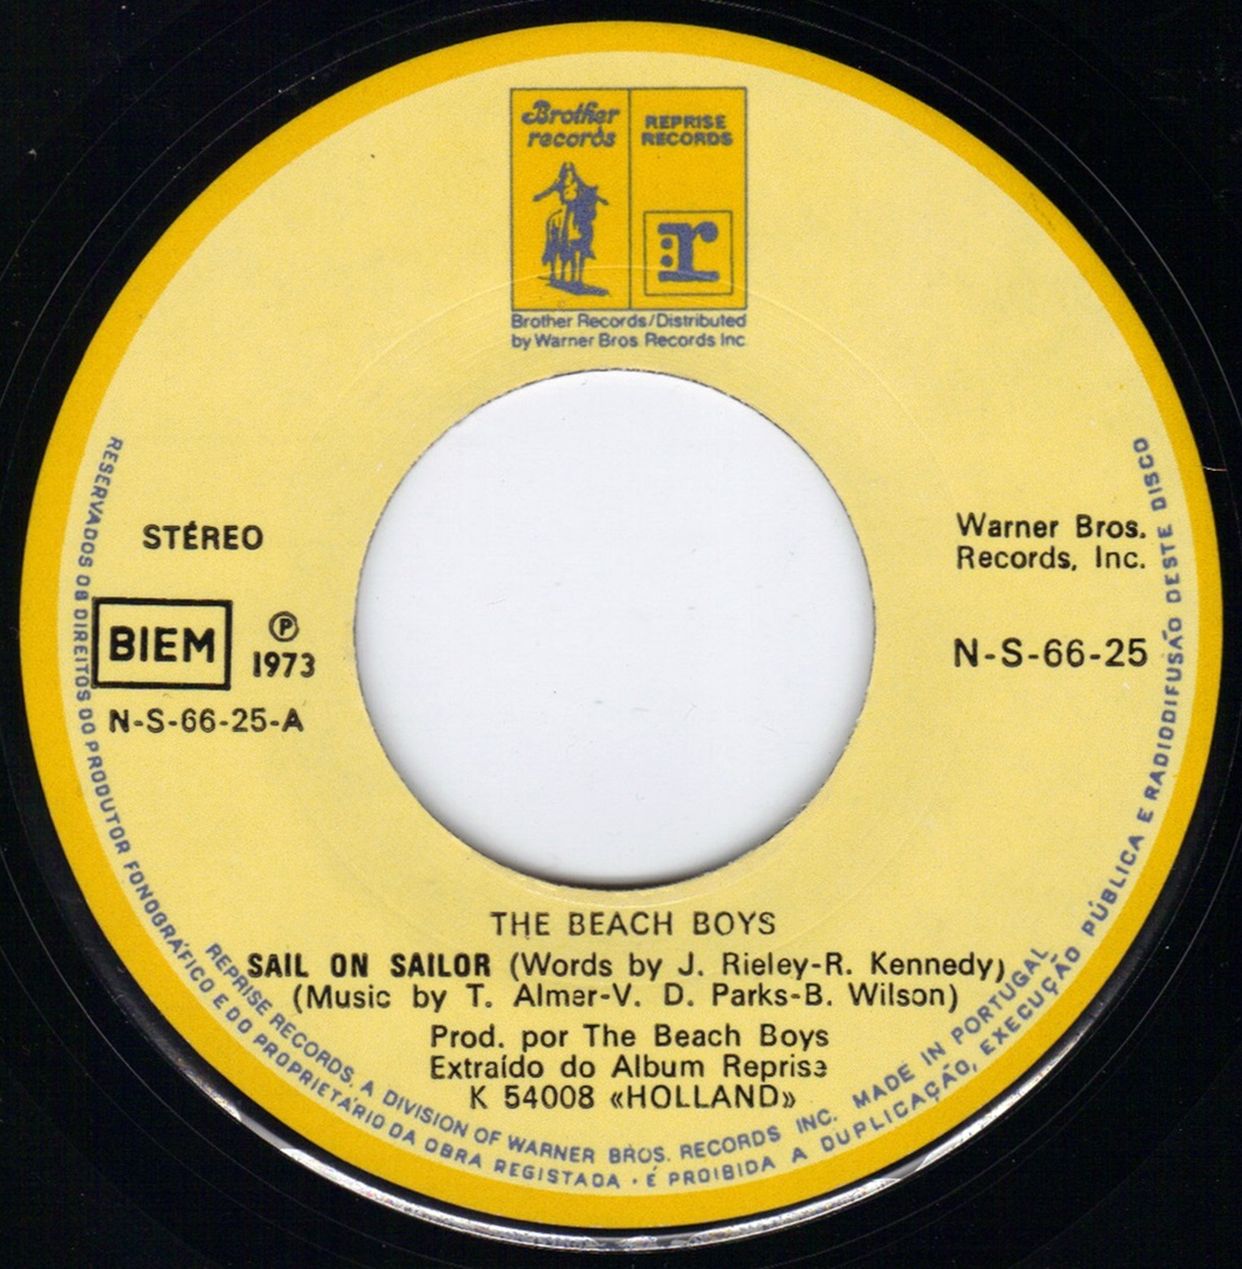 Brother
records
REPRISE
RECORDS
r
Brother Records/Distributed
by Warner Bros. Records Inc
STÉREO
BIEM
Ⓟ
1973
N-S-66-25-A
Warner Bros.
Records, Inc.
N-S-66-25
THE BEACH BOYS
SAIL ON SAILOR (Words by J. Rieley-R. Kennedy)
(Music by T. Almer-V. D. Parks-B. Wilson)
Prod. por The Beach Boys
Extraído do Album Reprise
K 54008 «HOLLAND»
REPRISE RECORDS, A DIVISION OF WARNER BROS. RECORDS INC. MADE IN PORTUGAL
RESERVADOS OS DIREITOS DO PRODUTOR FONOGRÁFICO E DO PROPRIETÁRIO DA OBRA REGISTADA · É PROIBIDA A DUPLICAÇÃO, EXECUÇÃO PÚBLICA E RADIODIFUSÃO DESTE DISCO